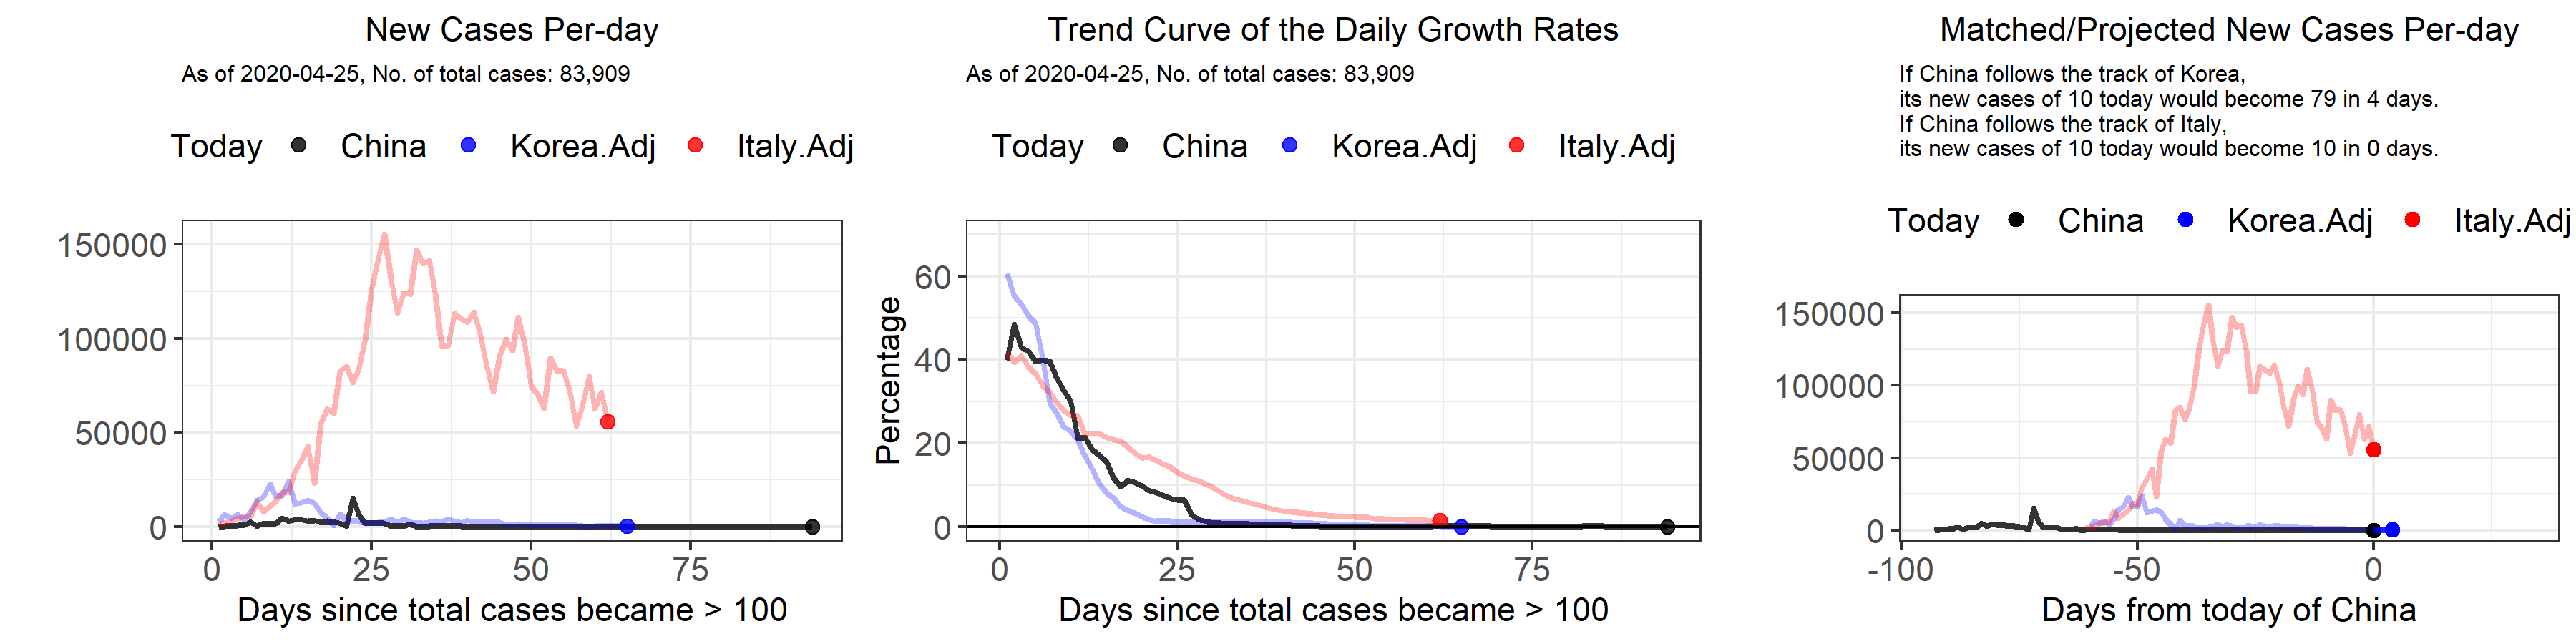 New Cases Per-day
As of 2020-04-25, No. of total cases: 83,909
Today China Korea.Adj Italy.Adj
150000
100000
50000
0
0 25 50 75
Days since total cases became > 100
Trend Curve of the Daily Growth Rates
As of 2020-04-25, No. of total cases: 83,909
Today China Korea.Adj Italy.Adj
Percentage
60
40
20
0
0 25 50 75
Days since total cases became > 100
Matched/Projected New Cases Per-day
If China follows the track of Korea,
its new cases of 10 today would become 79 in 4 days.
If China follows the track of Italy,
its new cases of 10 today would become 10 in 0 days.
Today China Korea.Adj Italy.Adj
150000
100000
50000
0
-100 -50 0
Days from today of China